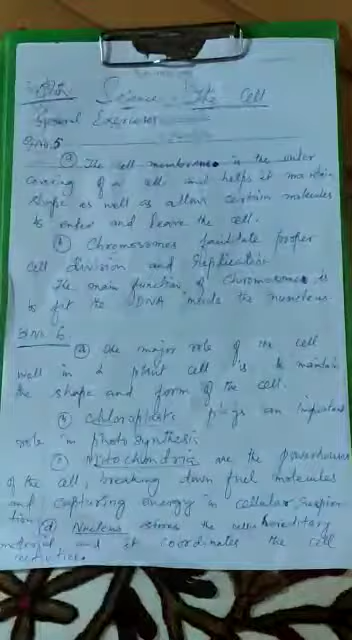 Science - The Cell
General Exercises
Q.No. 5
(a) The cell membrane is the outer
covering of a cell and helps it maintain
shape as well as allows certain molecules
to enter and leave the cell.
(b) Chromosomes facilitate proper
cell division and replication
The main function of chromosomes is
to fit the DNA inside the nucleus
Q.No. 6
(a) The major role of the cell
wall in a plant cell is to maintain
the shape and form of the cell.
(b) Chloroplasts plays an important
role in photosynthesis
(c) Mitochondria are the powerhouse
of the cell, breaking down fuel molecules
and capturing energy in cellular respira
tion
(d) Nucleus stores the cells hereditary
material and it coordinates the cell
activities.